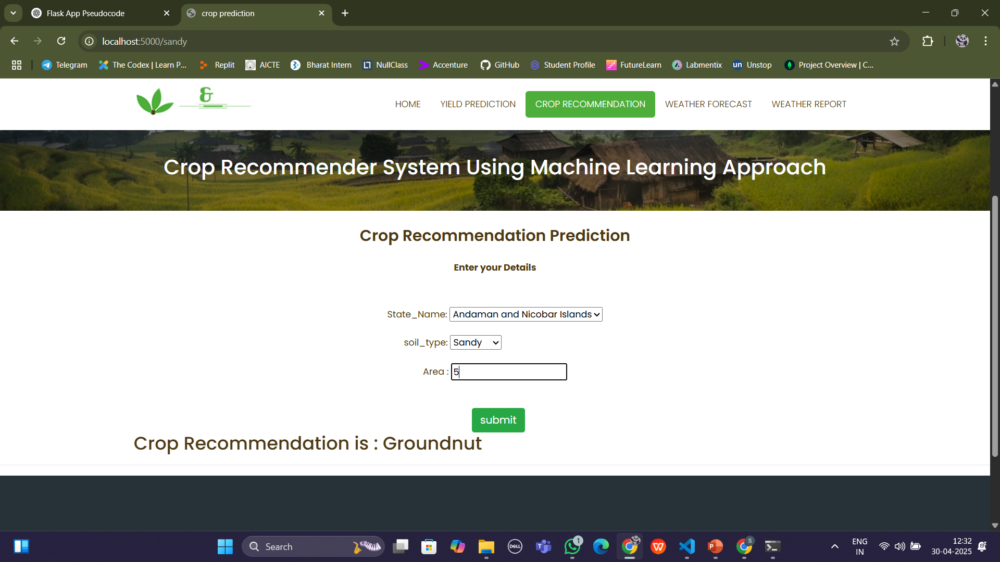 Flask App Pseudocode
crop prediction
localhost:5000/sandy
Telegram
The Codex | Learn P...
Replit
AICTE
Bharat Intern
NullClass
Accenture
GitHub
Student Profile
FutureLearn
Labmentix
un Unstop
Project Overview | C...
&
HOME
YIELD PREDICTION
CROP RECOMMENDATION
WEATHER FORECAST
WEATHER REPORT
Crop Recommender System Using Machine Learning Approach
Crop Recommendation Prediction
Enter your Details
State_Name: Andaman and Nicobar Islands
soil_type: Sandy
Area : 5
submit
Crop Recommendation is : Groundnut
Search
DELL
T
1
W
P
S
ENG
IN
12:32
30-04-2025